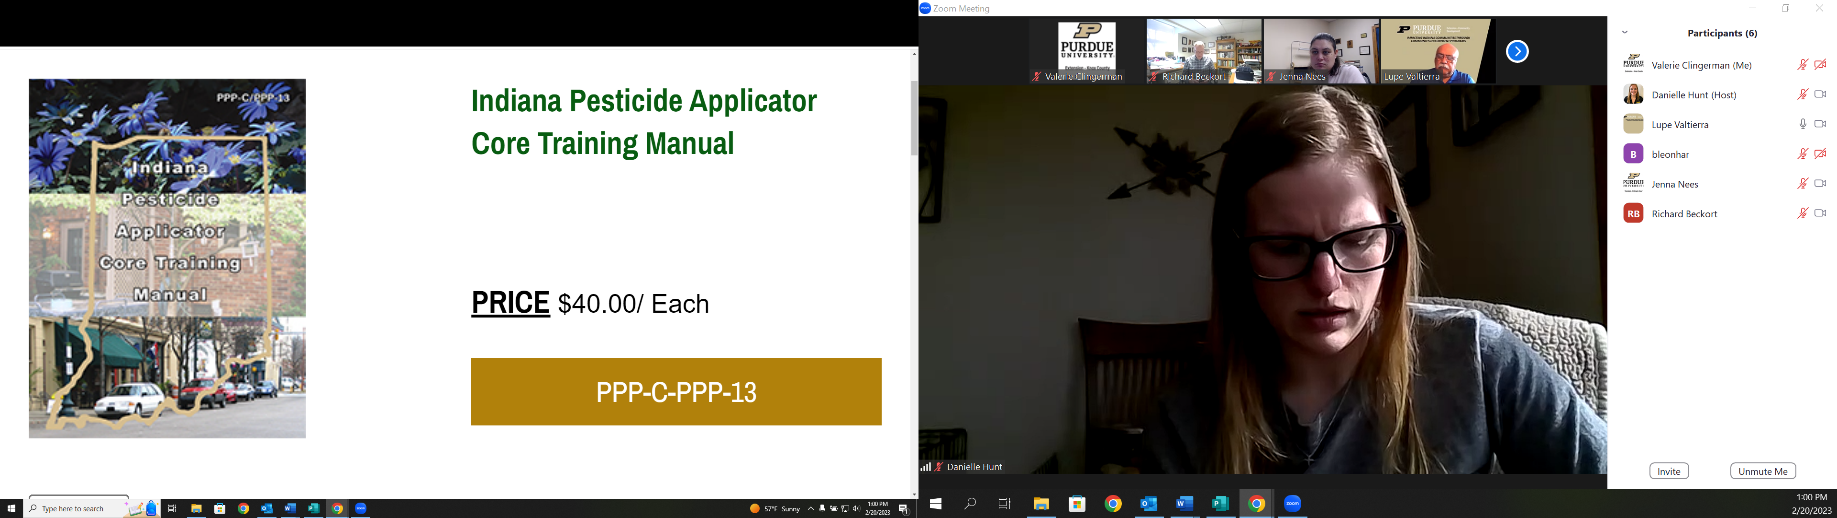 PPP-C/PPP-13
Indiana
Pesticide
Applicator
Core Training
Manual
Indiana Pesticide Applicator
Core Training Manual
PRICE $40.00/ Each
PPP-C-PPP-13
Type here to search
57°F Sunny
1:00 PM
2/20/2023
Zoom Meeting
P
PURDUE
UNIVERSITY
Valerie Clingerman
Richard Beckort
Jenna Nees
PURDUE
UNIVERSITY
Lupe Valtierra
Danielle Hunt
Participants (6)
Valerie Clingerman (Me)
Danielle Hunt (Host)
Lupe Valtierra
B bleonhar
Jenna Nees
RB Richard Beckort
Invite
Unmute Me
zoom
1:00 PM
2/20/2023